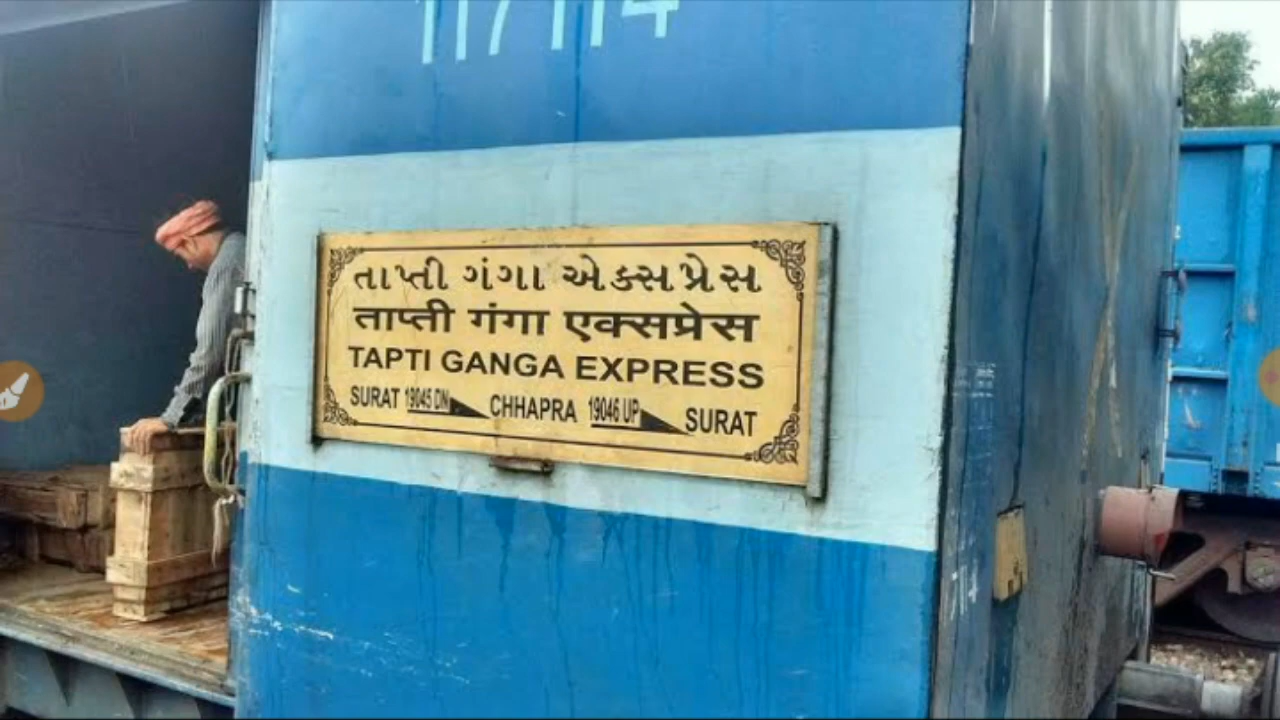 તાપ્તી ગંગા એક્સપ્રેસ
ताप्ती गंगा एक्सप्रेस
TAPTI GANGA EXPRESS
SURAT 19045 DN CHHAPRA 19046 UP SURAT